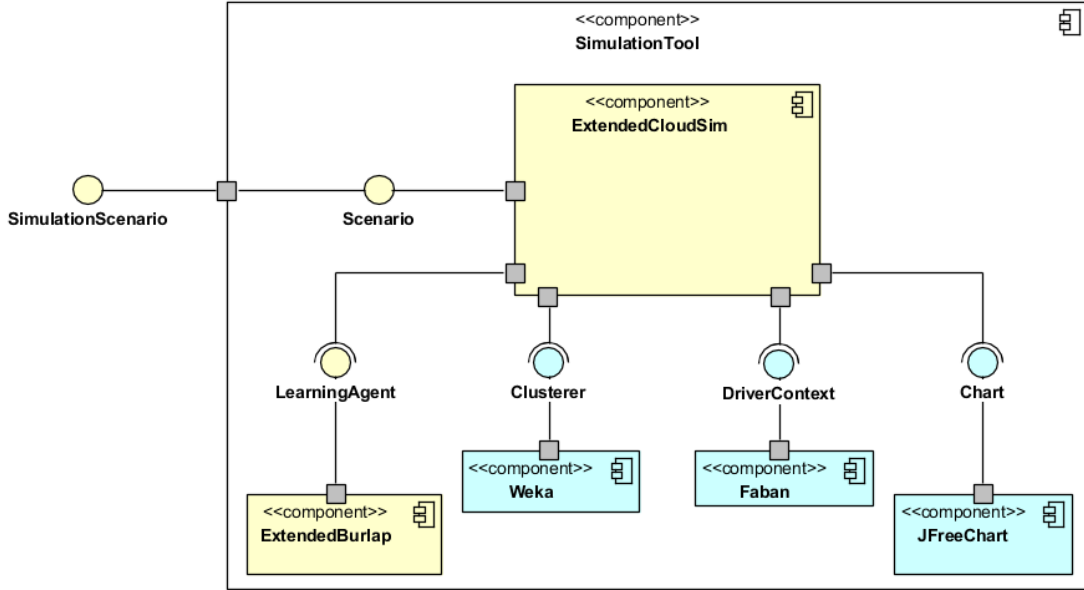 <<component>>
SimulationTool
<<component>>
ExtendedCloudSim
SimulationScenario
Scenario
LearningAgent
Clusterer
DriverContext
Chart
<<component>>
Weka
<<component>>
Faban
<<component>>
ExtendedBurlap
<<component>>
JFreeChart